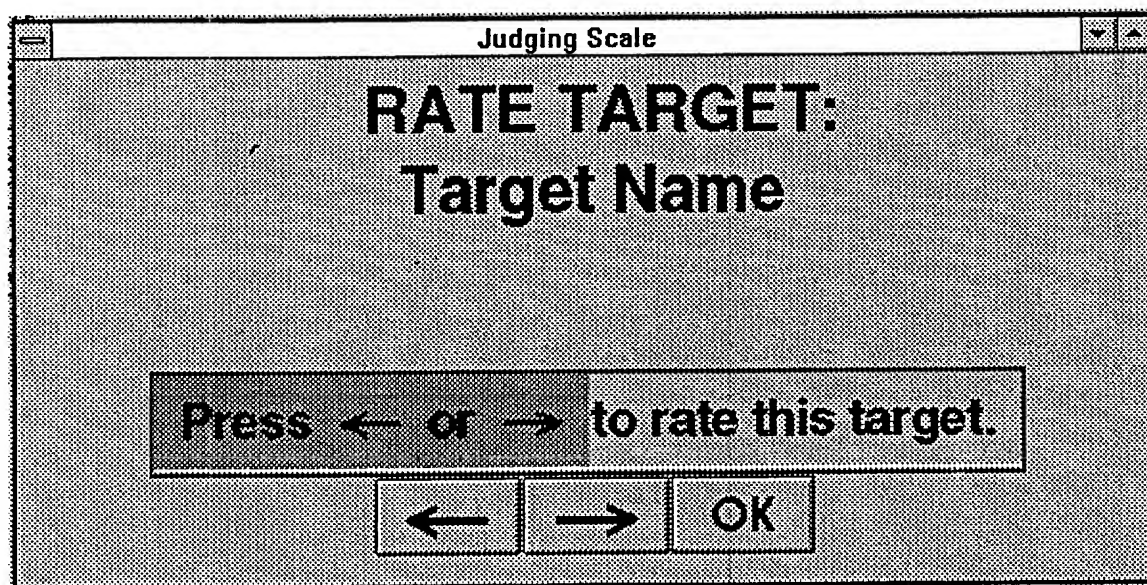 Judging Scale
RATE TARGET:
Target Name
Press ← or → to rate this target.
← → OK